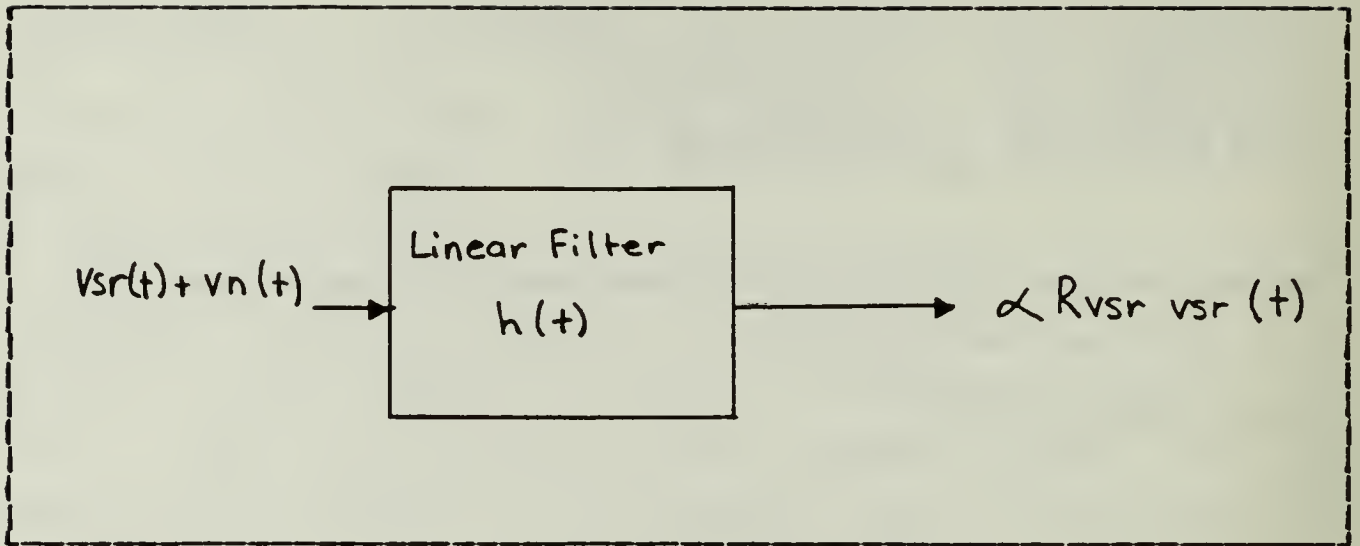 Vsr(t) + vn (t)
Linear Filter
h (t)
∝ Rvsr vsr (t)